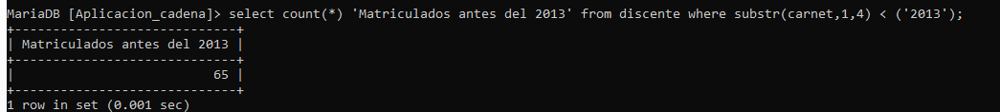 MariaDB [Aplicacion_cadena]> select count(*) 'Matriculados antes del 2013' from discente where substr(carnet,1,4) < ('2013');
+-----------------------------+
| Matriculados antes del 2013 |
+-----------------------------+
|                          65 |
+-----------------------------+
1 row in set (0.001 sec)